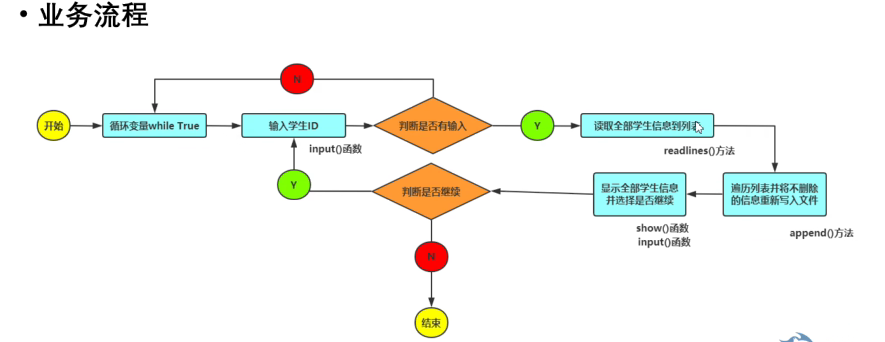 • 业务流程
N
开始
循环变量while True
输入学生ID
判断是否有输入
Y
读取全部学生信息到列表
input()函数
readlines()方法
Y
判断是否继续
显示全部学生信息
并选择是否继续
遍历列表并将不删除
的信息重新写入文件
show()函数
input()函数
append()方法
N
结束